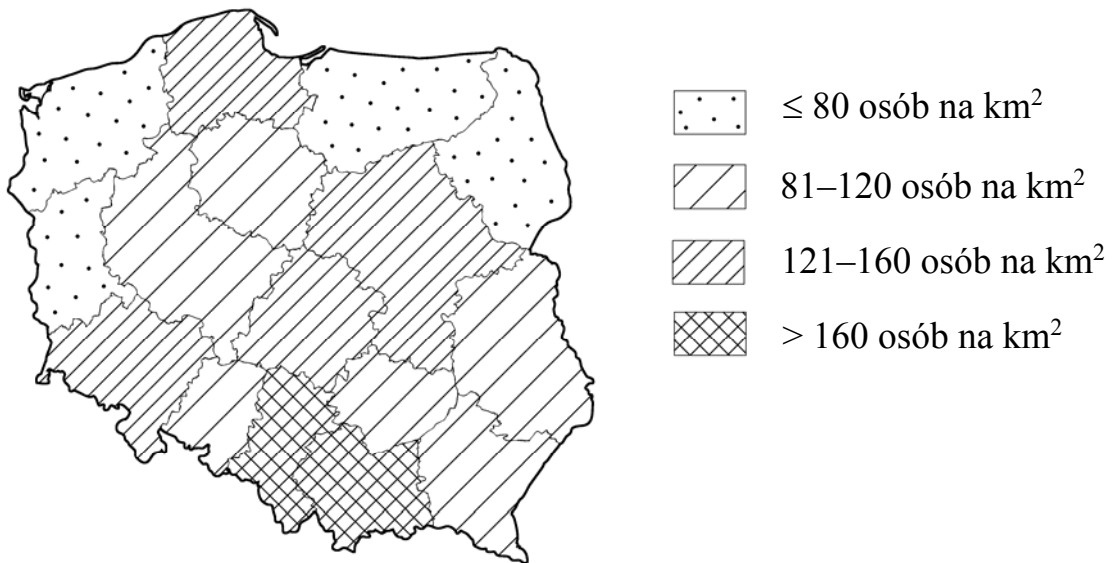 ≤ 80 osób na km²
81–120 osób na km²
121–160 osób na km²
> 160 osób na km²